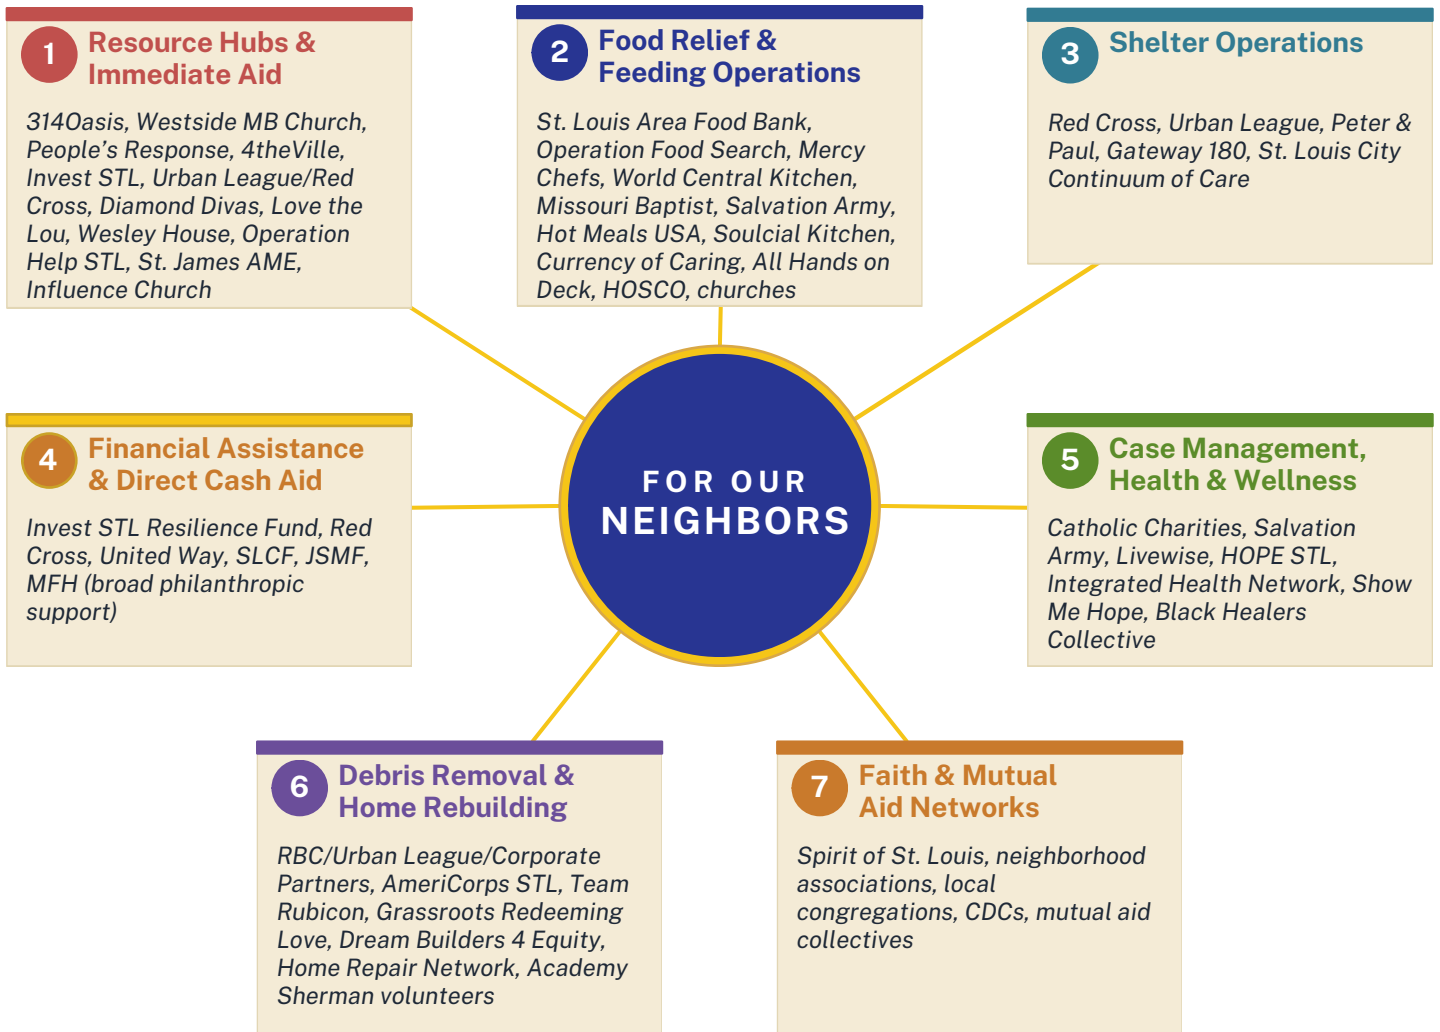 1
Resource Hubs &
Immediate Aid
314Oasis, Westside MB Church,
People’s Response, 4theVille,
Invest STL, Urban League/Red
Cross, Diamond Divas, Love the
Lou, Wesley House, Operation
Help STL, St. James AME,
Influence Church
2
Food Relief &
Feeding Operations
St. Louis Area Food Bank,
Operation Food Search, Mercy
Chefs, World Central Kitchen,
Missouri Baptist, Salvation Army,
Hot Meals USA, Soulcial Kitchen,
Currency of Caring, All Hands on
Deck, HOSCO, churches
3
Shelter Operations
Red Cross, Urban League, Peter &
Paul, Gateway 180, St. Louis City
Continuum of Care
4
Financial Assistance
& Direct Cash Aid
Invest STL Resilience Fund, Red
Cross, United Way, SLCF, JSMF,
MFH (broad philanthropic
support)
FOR OUR
NEIGHBORS
5
Case Management,
Health & Wellness
Catholic Charities, Salvation
Army, Livewise, HOPE STL,
Integrated Health Network, Show
Me Hope, Black Healers
Collective
6
Debris Removal &
Home Rebuilding
RBC/Urban League/Corporate
Partners, AmeriCorps STL, Team
Rubicon, Grassroots Redeeming
Love, Dream Builders 4 Equity,
Home Repair Network, Academy
Sherman volunteers
7
Faith & Mutual
Aid Networks
Spirit of St. Louis, neighborhood
associations, local
congregations, CDCs, mutual aid
collectives